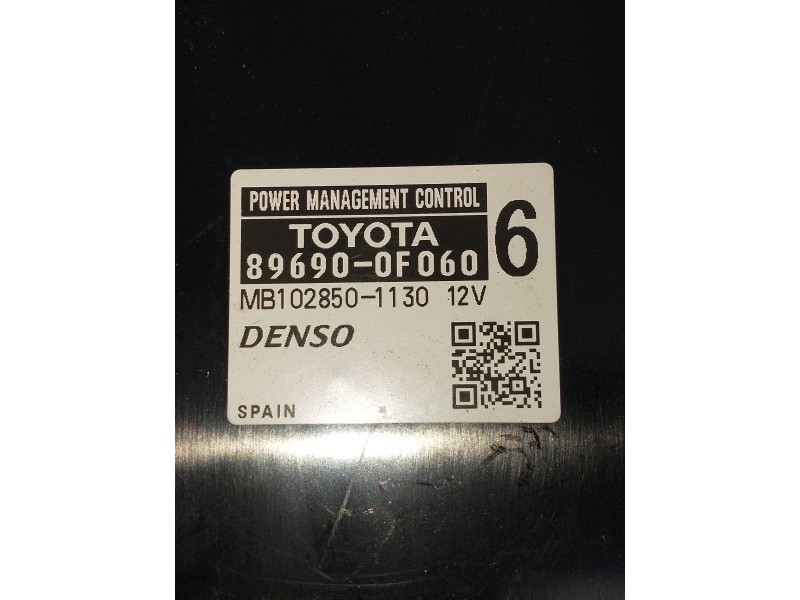 POWER MANAGEMENT CONTROL
TOYOTA
89690-0F060
6
MB102850-1130 12V
DENSO
SPAIN